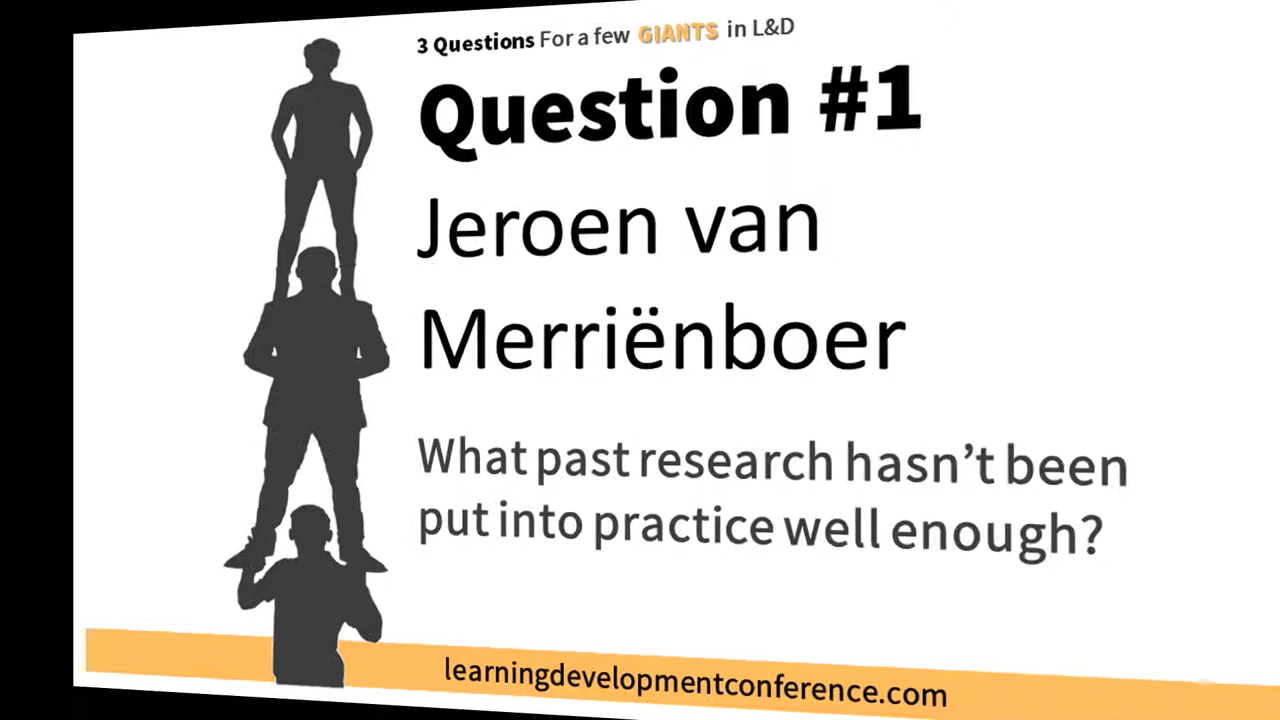 3 Questions For a few GIANTS in L&D
Question #1
Jeroen van
Merriënboer
What past research hasn't been
put into practice well enough?
learningdevelopmentconference.com